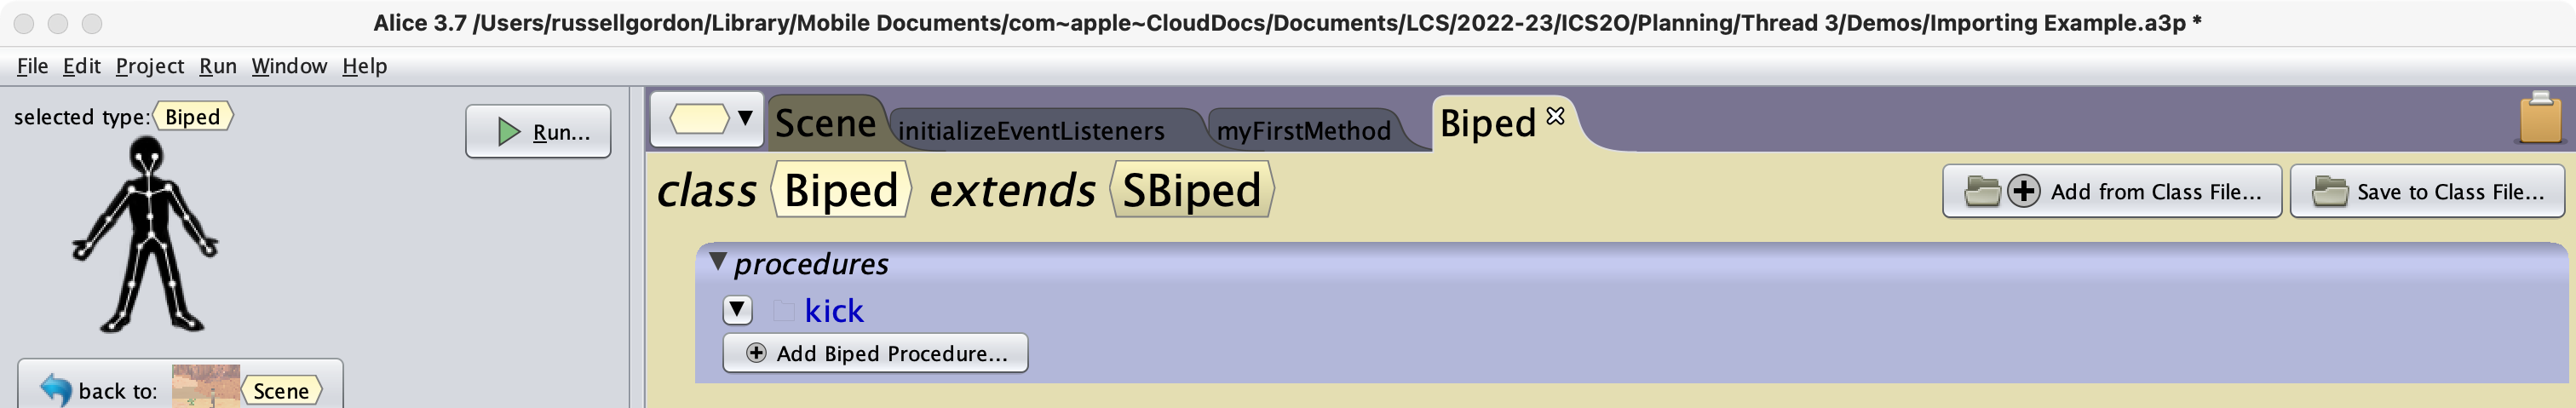 Alice 3.7 /Users/russellgordon/Library/Mobile Documents/com~apple~CloudDocs/Documents/LCS/2022-23/ICS2O/Planning/Thread 3/Demos/Importing Example.a3p *
File Edit Project Run Window Help
selected type: Biped
Run...
Scene initializeEventListeners myFirstMethod Biped
class Biped extends SBiped
Add from Class File... Save to Class File...
procedures
kick
Add Biped Procedure...
back to: Scene